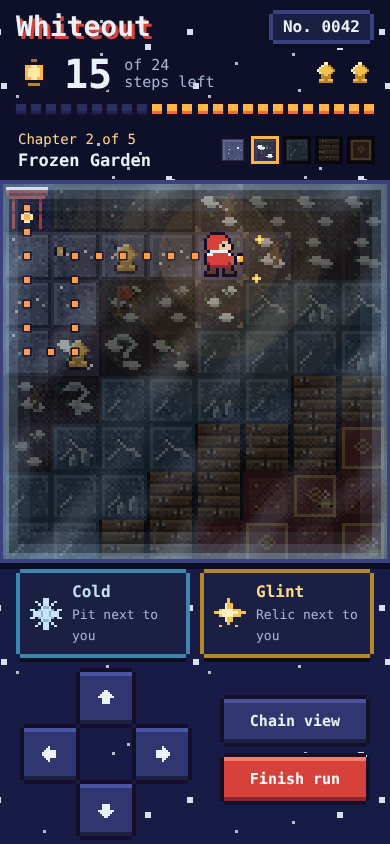 Whiteout
No. 0042
15 of 24
steps left
Chapter 2 of 5
Frozen Garden
?
?
Cold
Pit next to
you
Glint
Relic next to
you
Chain view
Finish run